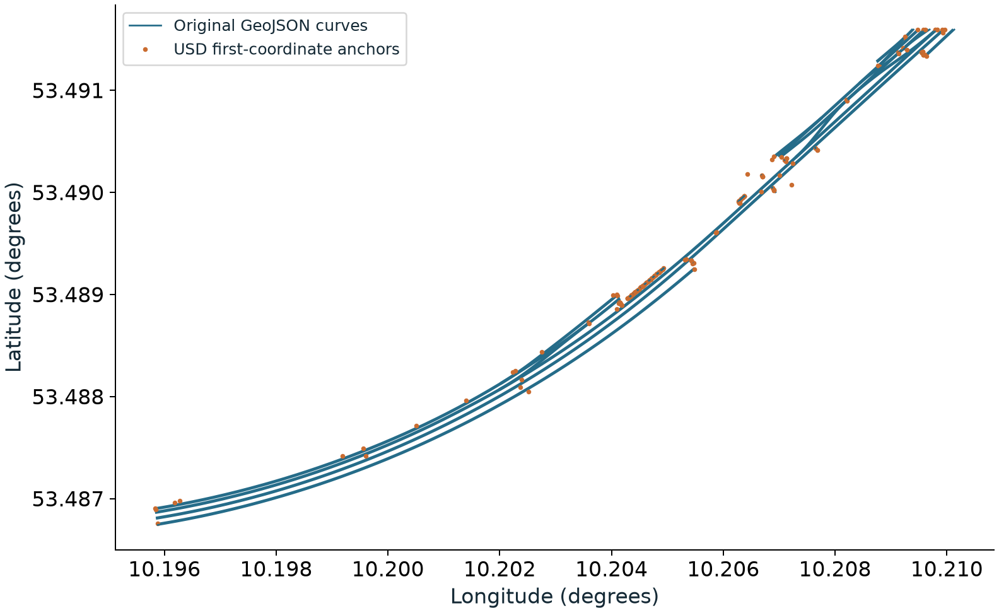 Original GeoJSON curves
USD first-coordinate anchors
Latitude (degrees)
53.491
53.490
53.489
53.488
53.487
10.196 10.198 10.200 10.202 10.204 10.206 10.208 10.210
Longitude (degrees)